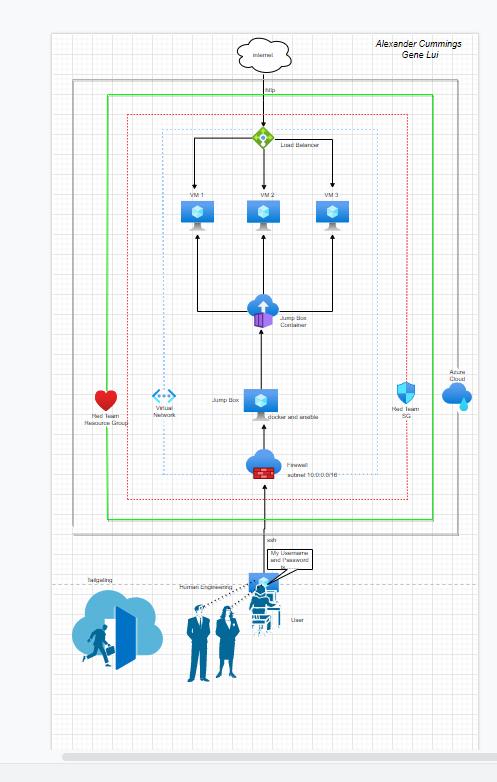 Alexander Cummings
Gene Lui
internet
http
Load Balancer
VM 1
VM 2
VM 3
Jump Box
Container
Azure
Cloud
Jump Box
docker and ansible
Red Team
Resource Group
Virtual
Network
Red Team
SG
Firewall
subnet 10.0.0.0/16
ssh
My Username
and Password
Tailgating
Human Engineering
User